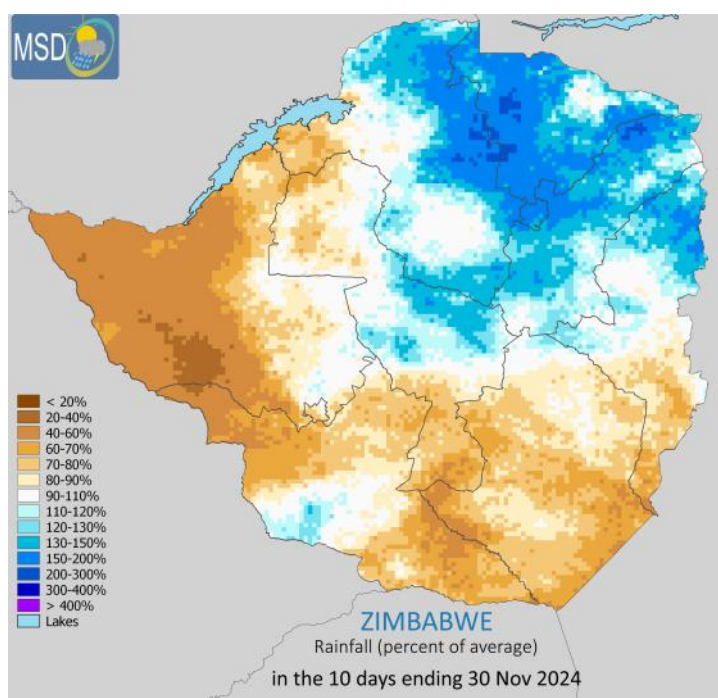 MSD
< 20%
20-40%
40-60%
60-70%
70-80%
80-90%
90-110%
110-120%
120-130%
130-150%
150-200%
200-300%
300-400%
> 400%
Lakes
ZIMBABWE
Rainfall (percent of average)
in the 10 days ending 30 Nov 2024